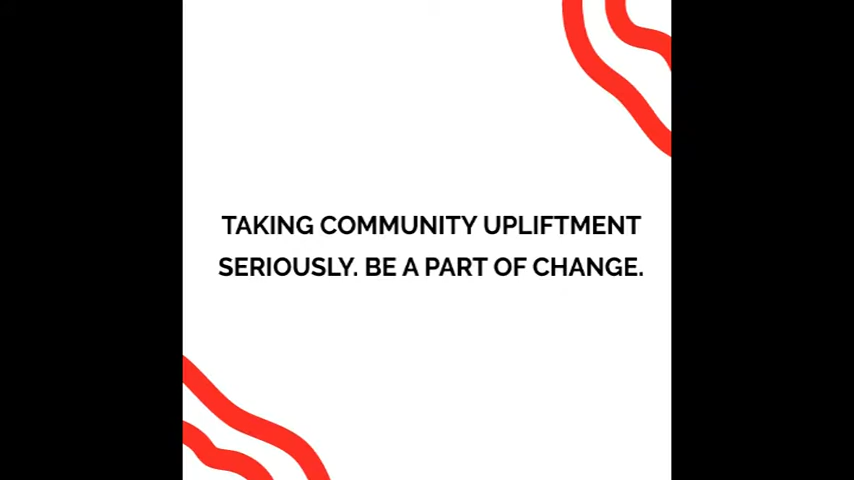 TAKING COMMUNITY UPLIFTMENT
SERIOUSLY. BE A PART OF CHANGE.